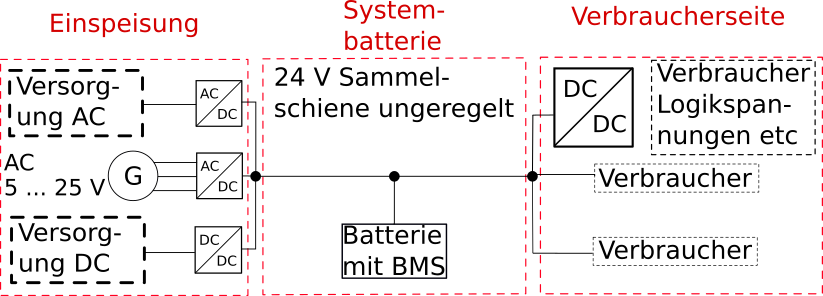 Einspeisung
System-
batterie
Verbraucherseite
Versorg-
ung AC
AC
DC
AC
5 ... 25 V
G
AC
DC
Versorg-
ung DC
DC
DC
24 V Sammel-
schiene ungeregelt
Batterie
mit BMS
DC
DC
Verbraucher
Logikspan-
nungen etc
Verbraucher
Verbraucher